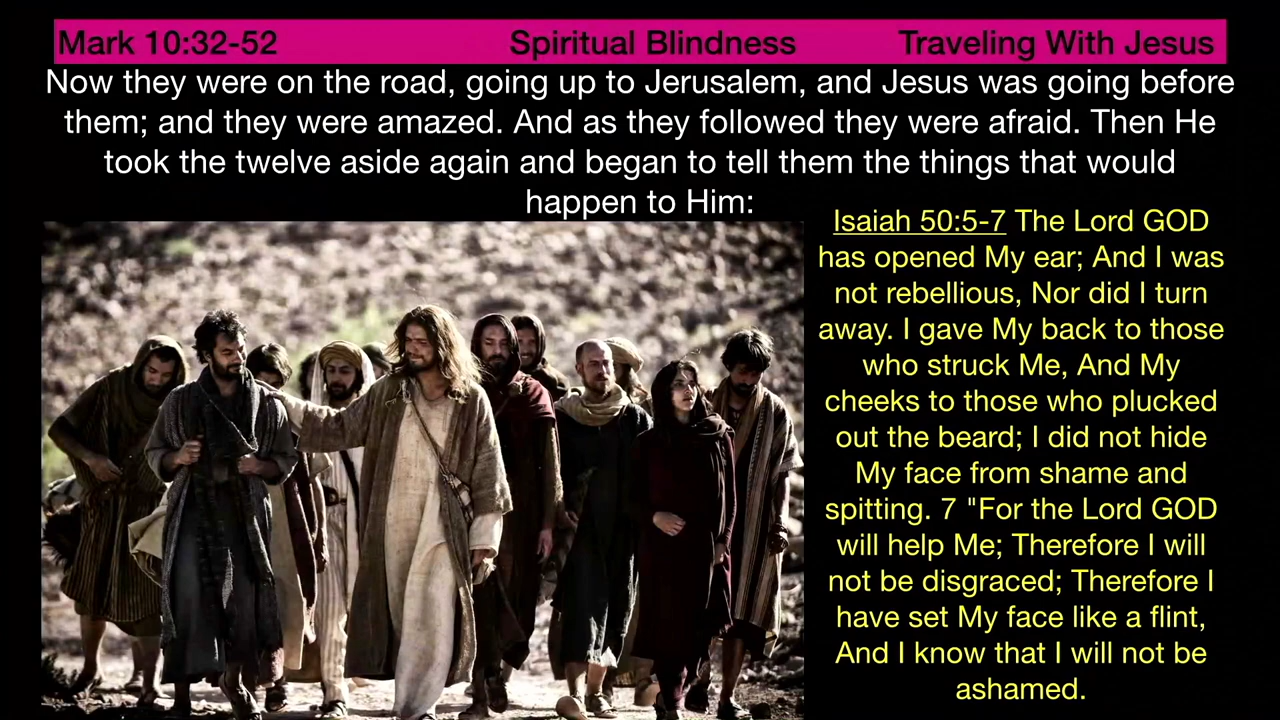 Mark 10:32-52 Spiritual Blindness Traveling With Jesus
Now they were on the road, going up to Jerusalem, and Jesus was going before
them; and they were amazed. And as they followed they were afraid. Then He
took the twelve aside again and began to tell them the things that would
happen to Him:
Isaiah 50:5-7 The Lord GOD
has opened My ear; And I was
not rebellious, Nor did I turn
away. I gave My back to those
who struck Me, And My
cheeks to those who plucked
out the beard; I did not hide
My face from shame and
spitting. 7 "For the Lord GOD
will help Me; Therefore I will
not be disgraced; Therefore I
have set My face like a flint,
And I know that I will not be
ashamed.